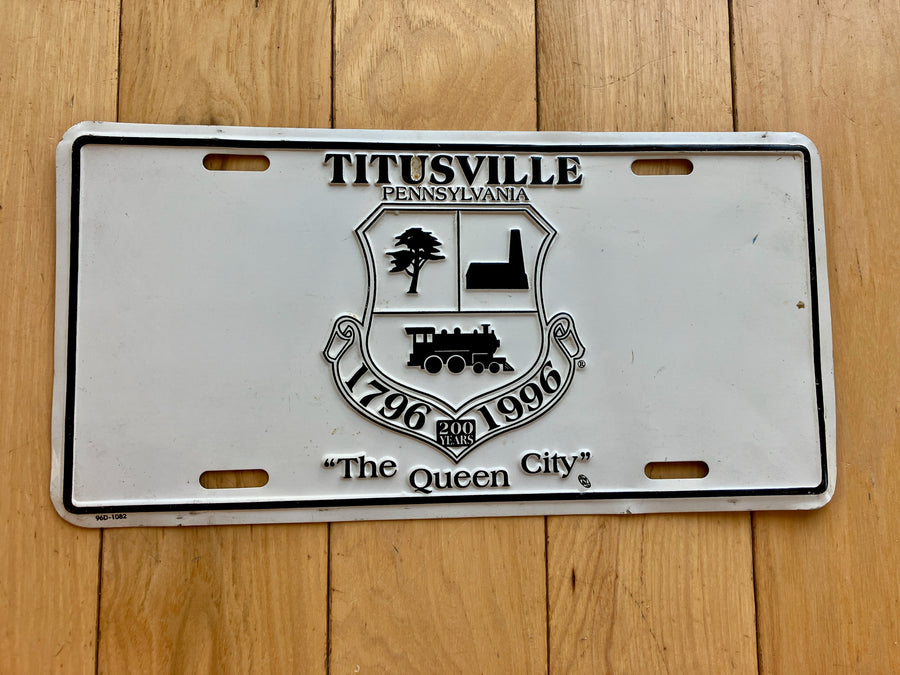 TITUSVILLE
PENNSYLVANIA
1796 1996
®
200
YEARS
"The Queen City"
96D-1082